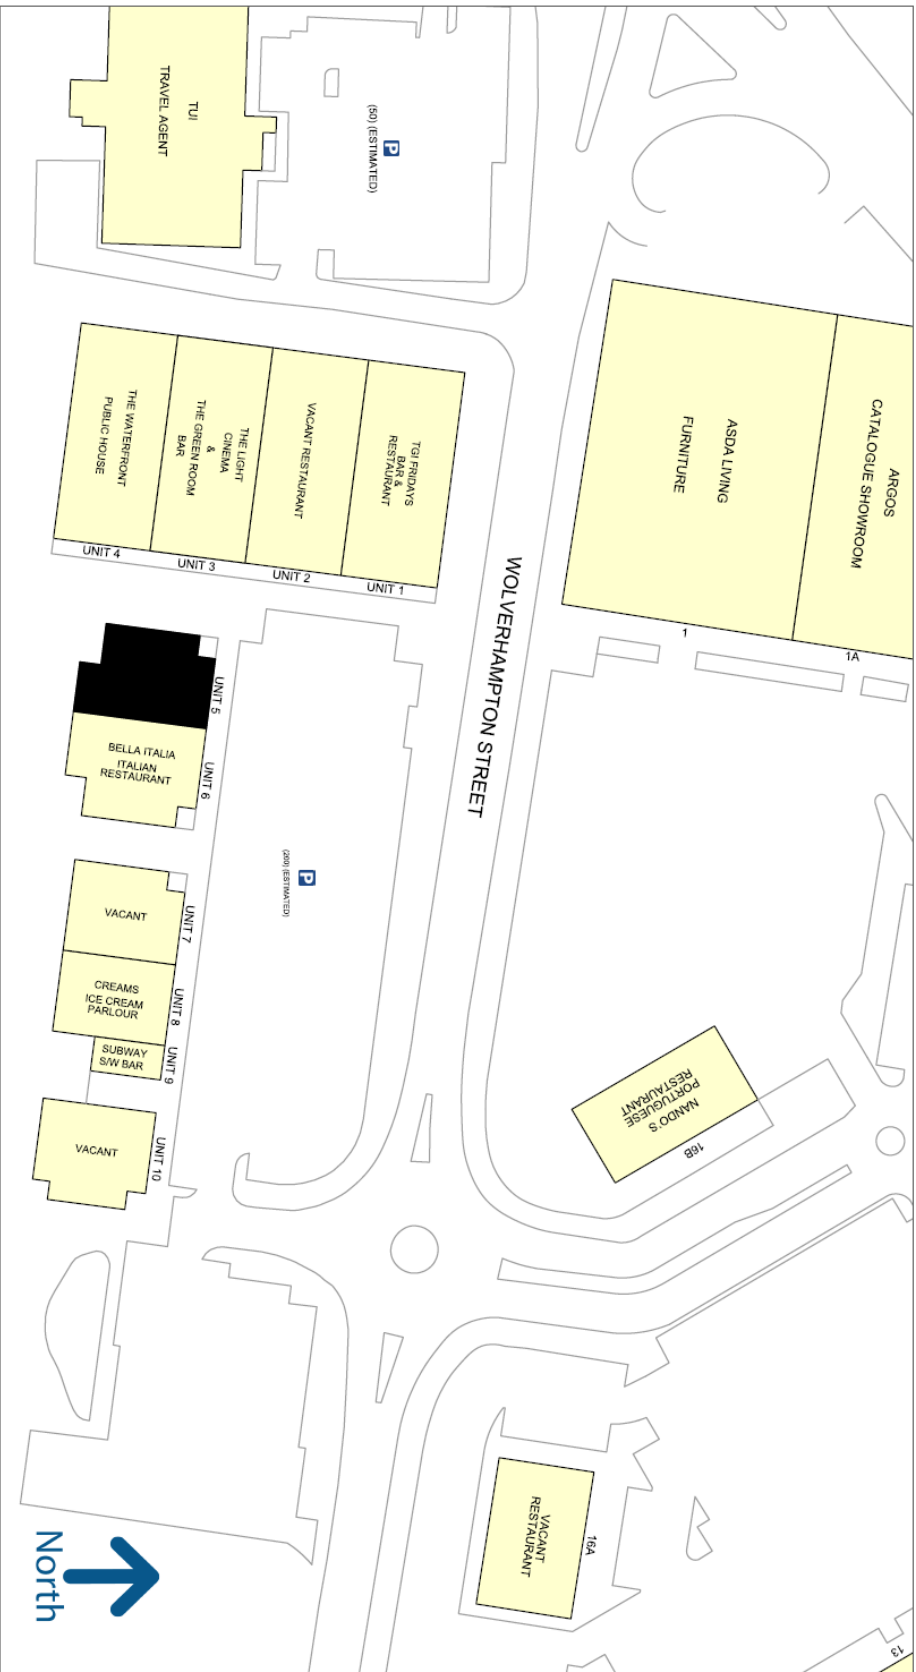 TUI
TRAVEL AGENT
P
(50) (ESTIMATED)
ARGOS
CATALOGUE SHOWROOM
1A
ASDA LIVING
FURNITURE
1
TGI FRIDAYS
BAR &
RESTAURANT
UNIT 1
VACANT RESTAURANT
UNIT 2
THE LIGHT
CINEMA
&
THE GREEN ROOM
BAR
UNIT 3
THE WATERFRONT
PUBLIC HOUSE
UNIT 4
WOLVERHAMPTON STREET
UNIT 5
BELLA ITALIA
ITALIAN
RESTAURANT
UNIT 6
P
(260) (ESTIMATED)
VACANT
UNIT 7
CREAMS
ICE CREAM
PARLOUR
UNIT 8
SUBWAY
S/W BAR
UNIT 9
VACANT
UNIT 10
NANDO'S
PORTUGUESE
RESTAURANT
16B
VACANT
RESTAURANT
16A
13
North